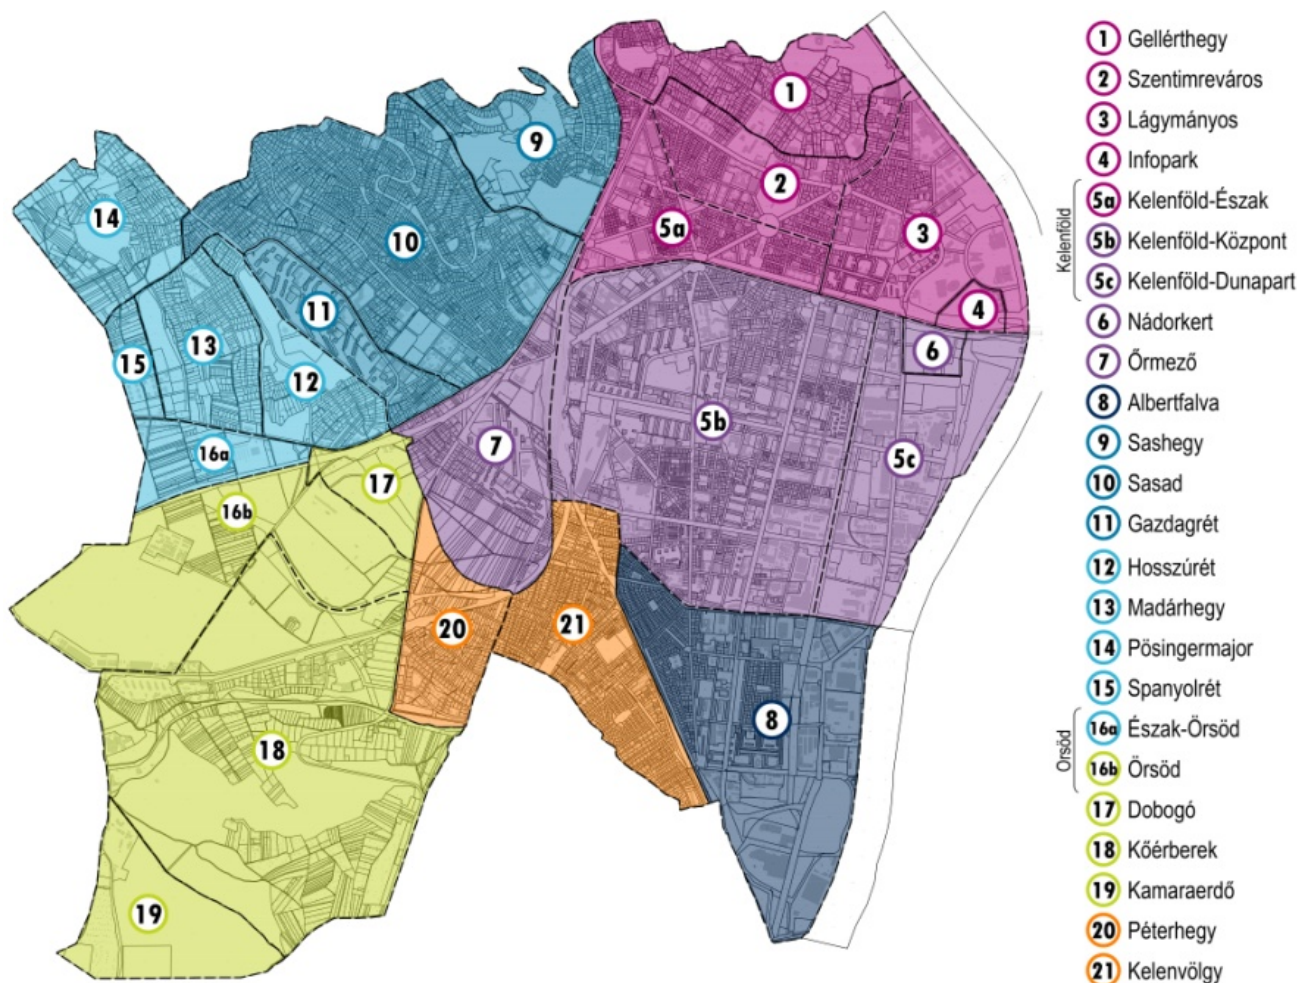 1 Gellérthegy
2 Szentimreváros
3 Lágymányos
4 Infopark
Kelenföld
5a Kelenföld-Észak
5b Kelenföld-Központ
5c Kelenföld-Dunapart
6 Nádorkert
7 Őrmező
8 Albertfalva
9 Sashegy
10 Sasad
11 Gazdagrét
12 Hosszúrét
13 Madárhegy
14 Pösingermajor
15 Spanyolrét
Örsöd
16a Észak-Örsöd
16b Örsöd
17 Dobogó
18 Kőérberek
19 Kamaraerdő
20 Péterhegy
21 Kelenvölgy
1
9
2
14
5a
3
10
11
4
13
6
15
12
5b
7
16a
5c
17
16b
21
20
8
18
19